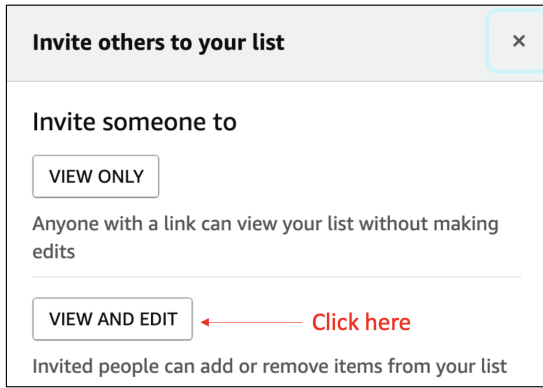 Invite others to your list
×
Invite someone to
VIEW ONLY
Anyone with a link can view your list without making
edits
VIEW AND EDIT Click here
Invited people can add or remove items from your list